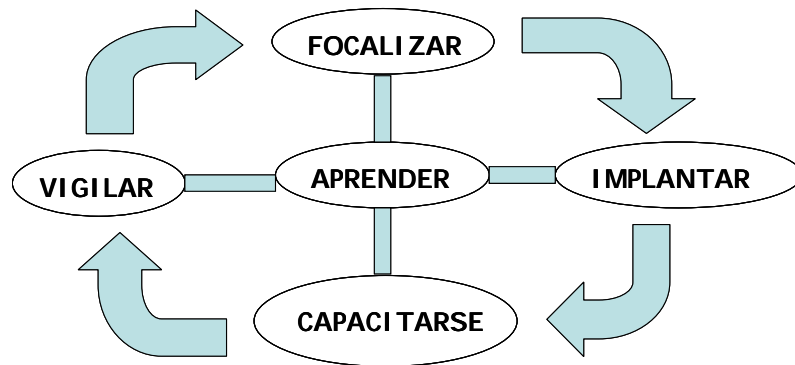 FOCALIZAR
VIGILAR
APRENDER
IMPLANTAR
CAPACITARSE